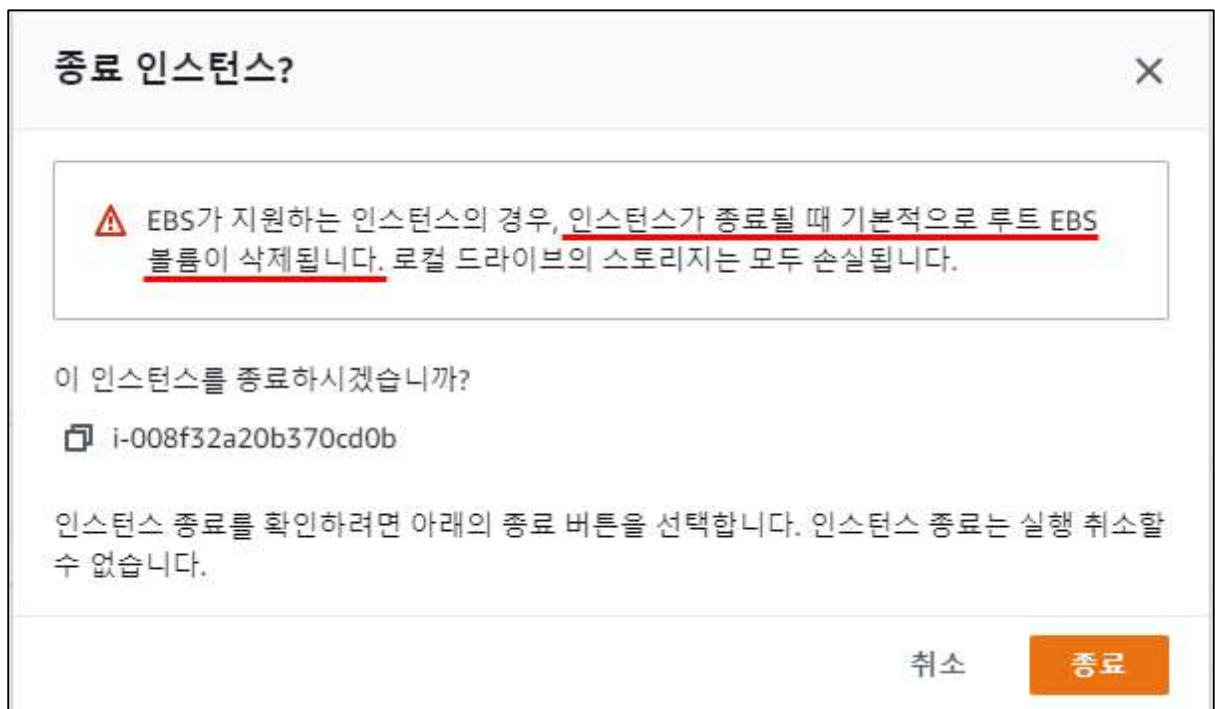 종료 인스턴스?
EBS가 지원하는 인스턴스의 경우, 인스턴스가 종료될 때 기본적으로 루트 EBS
볼륨이 삭제됩니다. 로컬 드라이브의 스토리지는 모두 손실됩니다.
이 인스턴스를 종료하시겠습니까?
i-008f32a20b370cd0b
인스턴스 종료를 확인하려면 아래의 종료 버튼을 선택합니다. 인스턴스 종료는 실행 취소할
수 없습니다.
취소 종료